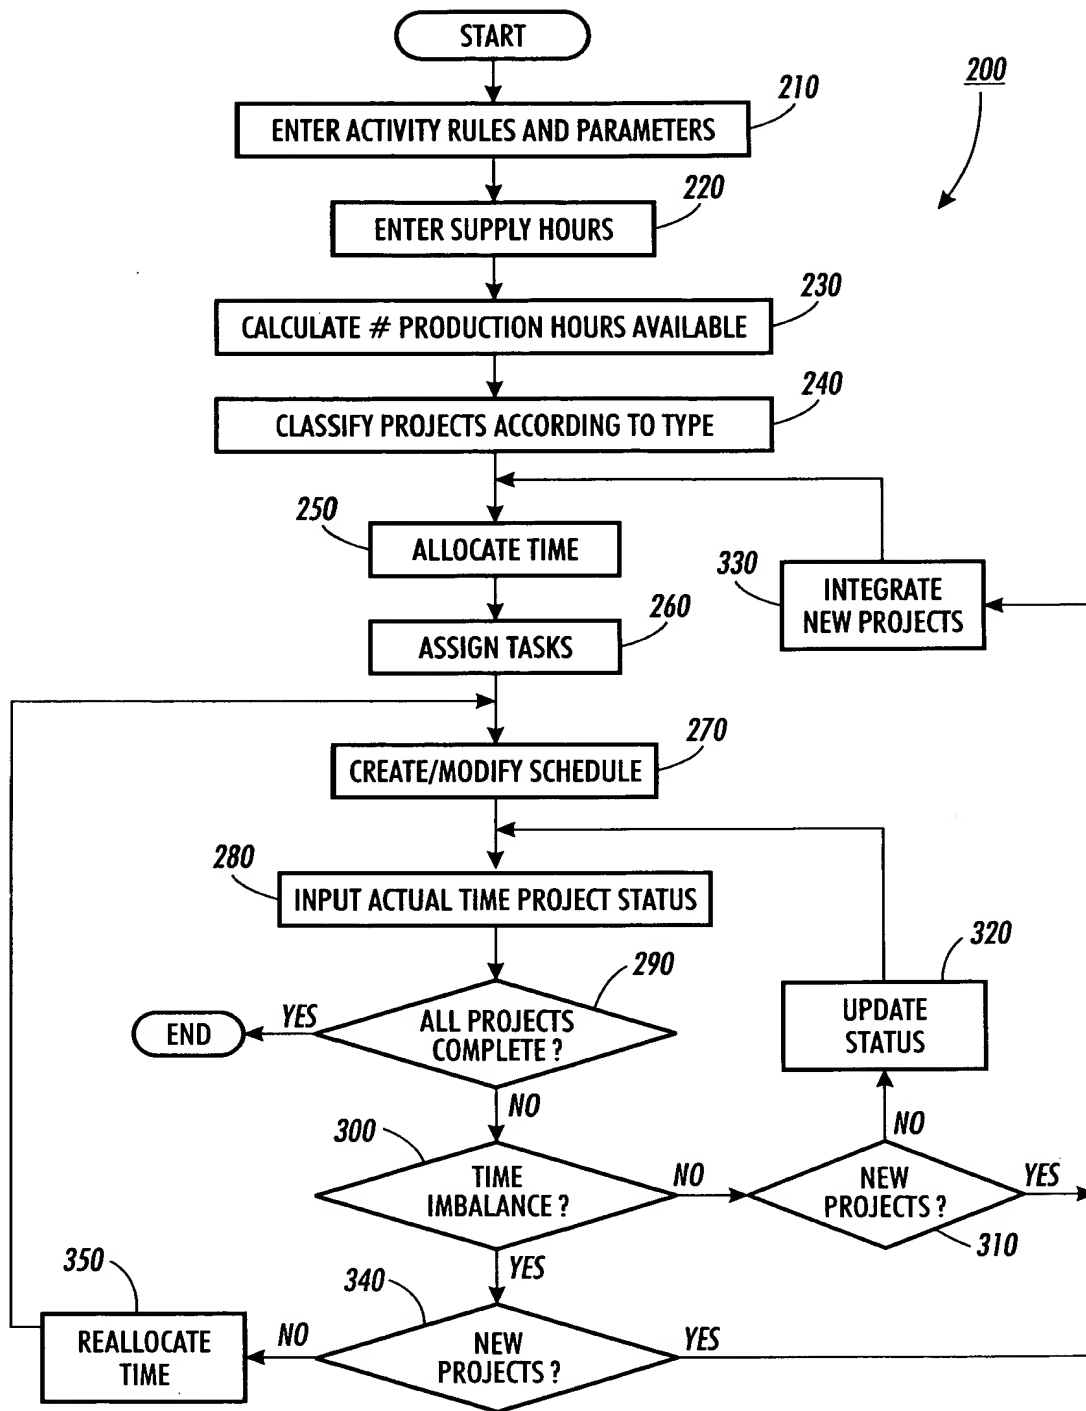 START
200
210
ENTER ACTIVITY RULES AND PARAMETERS
220
ENTER SUPPLY HOURS
230
CALCULATE # PRODUCTION HOURS AVAILABLE
240
CLASSIFY PROJECTS ACCORDING TO TYPE
250
ALLOCATE TIME
330
INTEGRATE
NEW PROJECTS
260
ASSIGN TASKS
270
CREATE/MODIFY SCHEDULE
280
INPUT ACTUAL TIME PROJECT STATUS
290
ALL PROJECTS
COMPLETE ?
YES
END
NO
320
UPDATE
STATUS
NO
300
TIME
IMBALANCE ?
NO
NEW
PROJECTS ?
YES
310
YES
340
NEW
PROJECTS ?
YES
NO
350
REALLOCATE
TIME